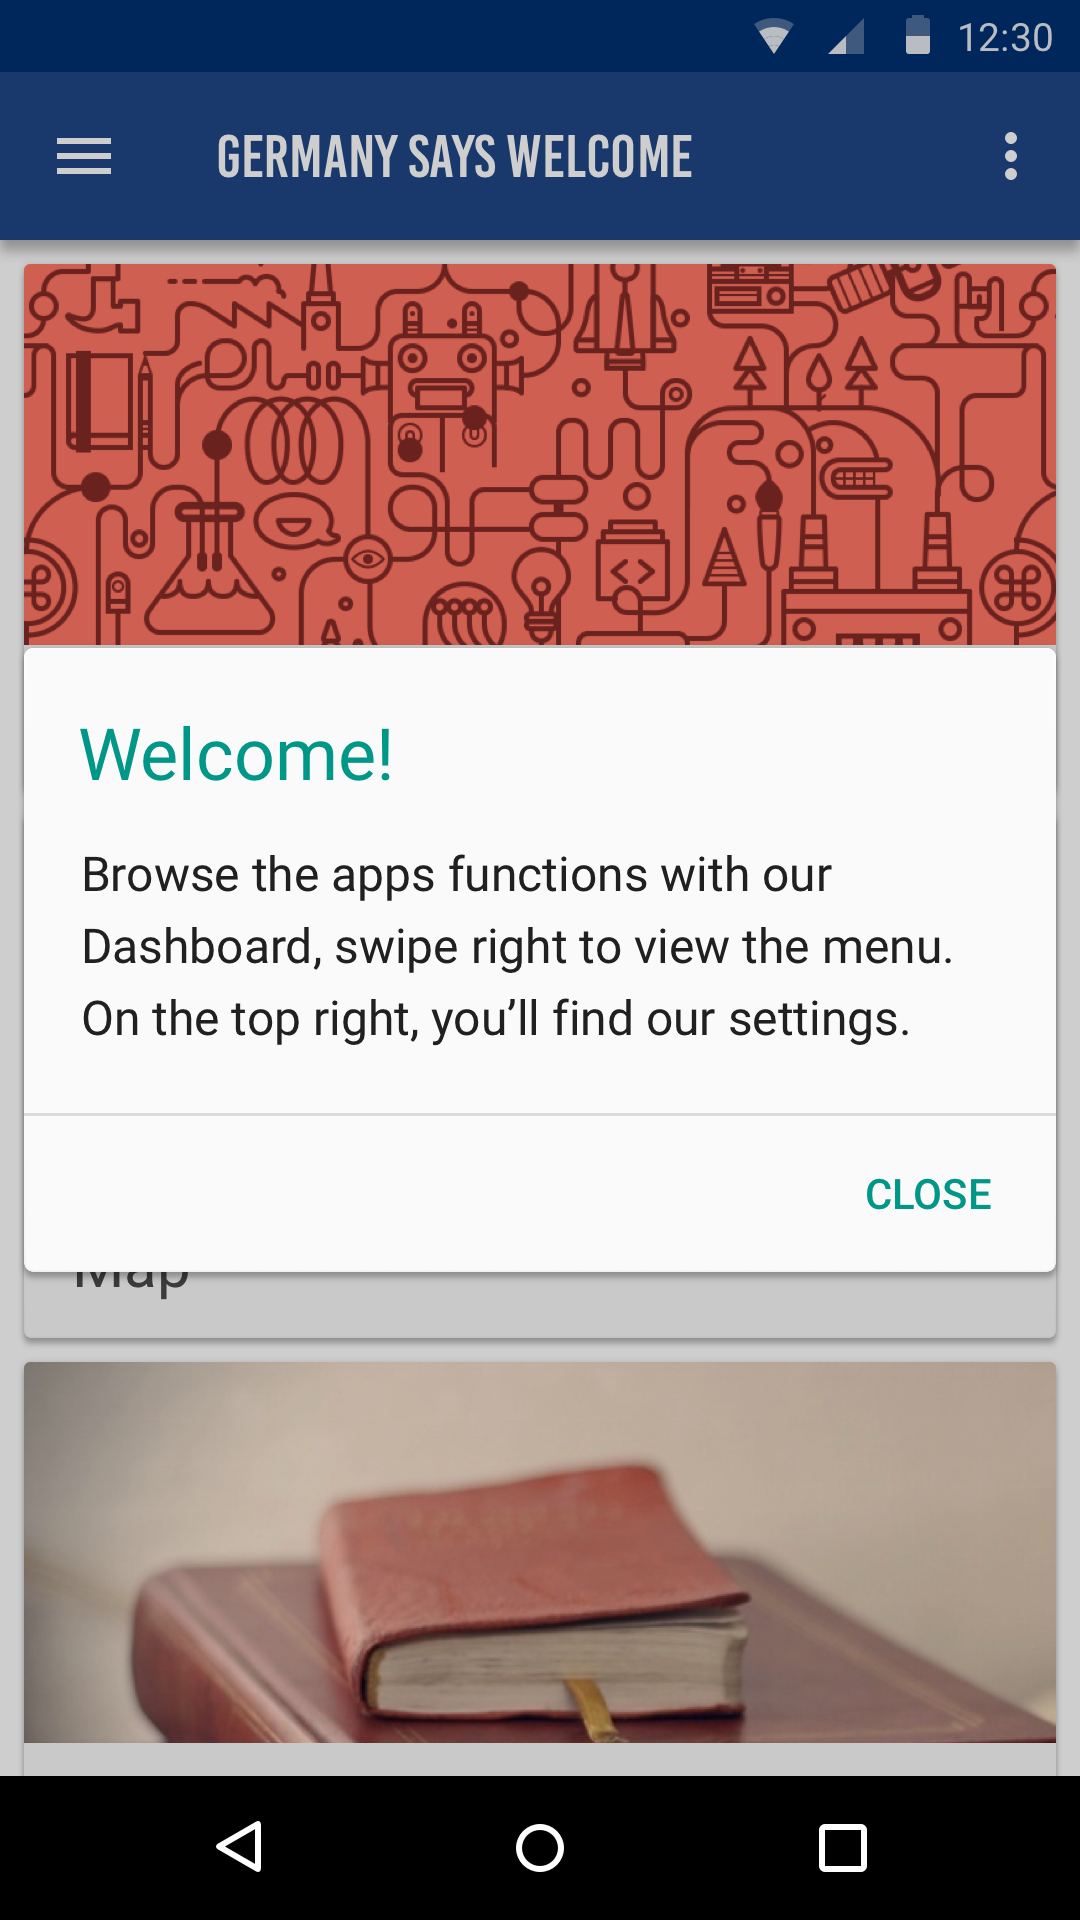 12:30
GERMANY SAYS WELCOME
Welcome!
Browse the apps functions with our
Dashboard, swipe right to view the menu.
On the top right, you’ll find our settings.
CLOSE
Map